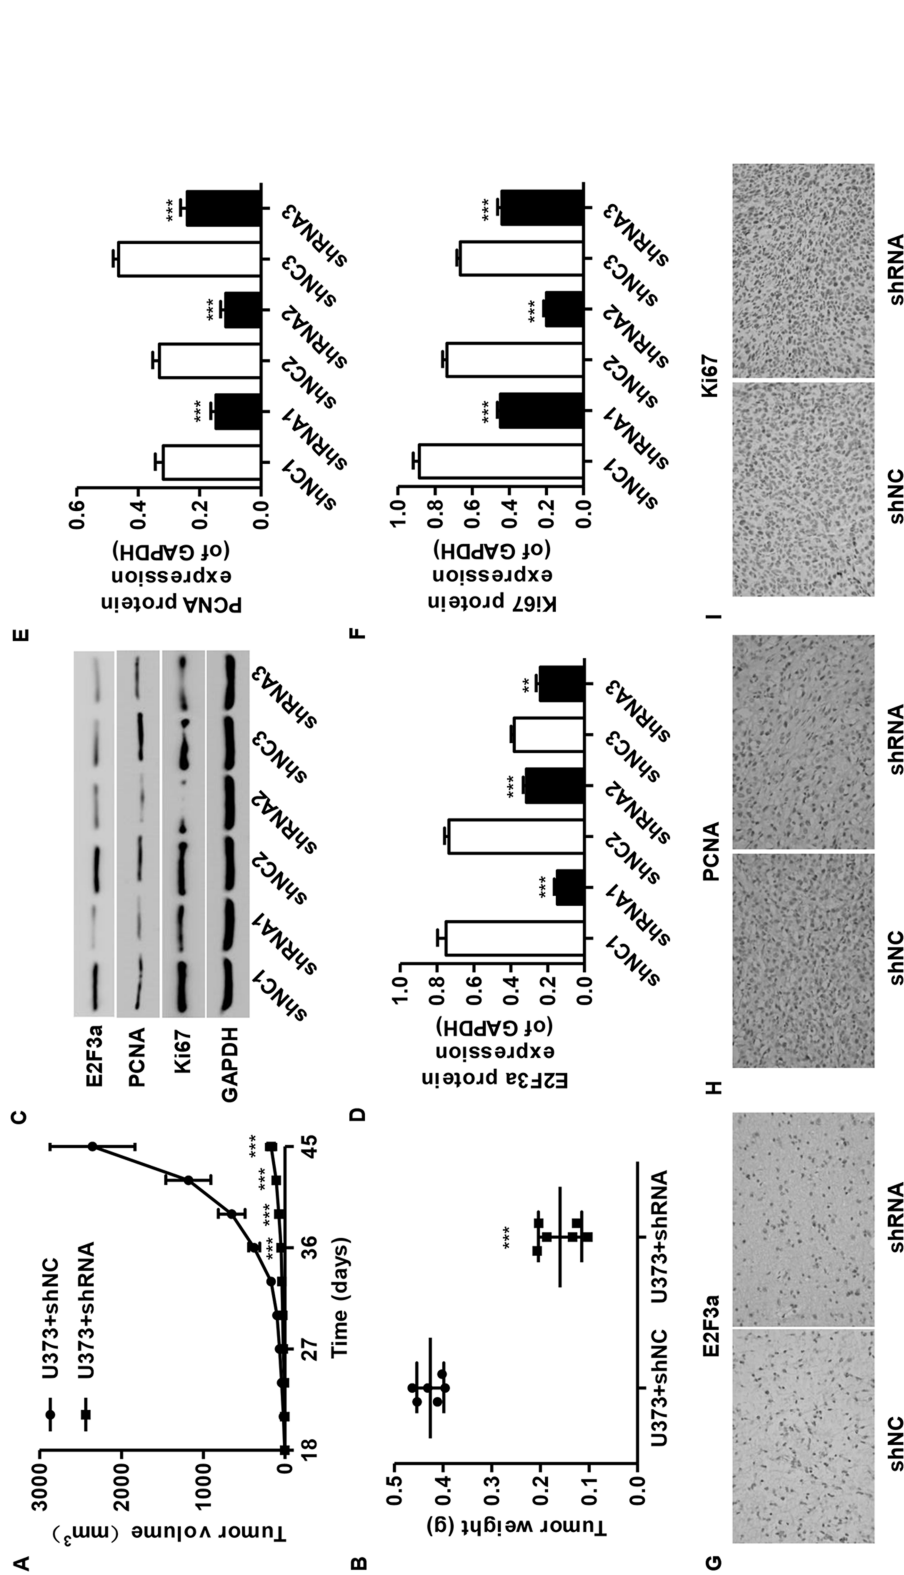 A
Tumor volume (mm³)
3000
2000
1000
0
U373+shNC
U373+shRNA
***
***
***
***
18
27
36
45
Time (days)
B
Tumor weight (g)
0.5
0.4
0.3
0.2
0.1
0.0
***
U373+shNC
U373+shRNA
C
E2F3a
PCNA
Ki67
GAPDH
shNC1
shRNA1
shNC2
shRNA2
shNC3
shRNA3
D
E2F3a protein
expression
(of GAPDH)
1.0
0.8
0.6
0.4
0.2
0.0
***
***
**
shNC1
shRNA1
shNC2
shRNA2
shNC3
shRNA3
E
PCNA protein
expression
(of GAPDH)
0.6
0.4
0.2
0.0
***
***
***
shNC1
shRNA1
shNC2
shRNA2
shNC3
shRNA3
F
Ki67 protein
expression
(of GAPDH)
1.0
0.8
0.6
0.4
0.2
0.0
***
***
***
shNC1
shRNA1
shNC2
shRNA2
shNC3
shRNA3
G
E2F3a
shNC
shRNA
H
PCNA
shNC
shRNA
I
Ki67
shNC
shRNA